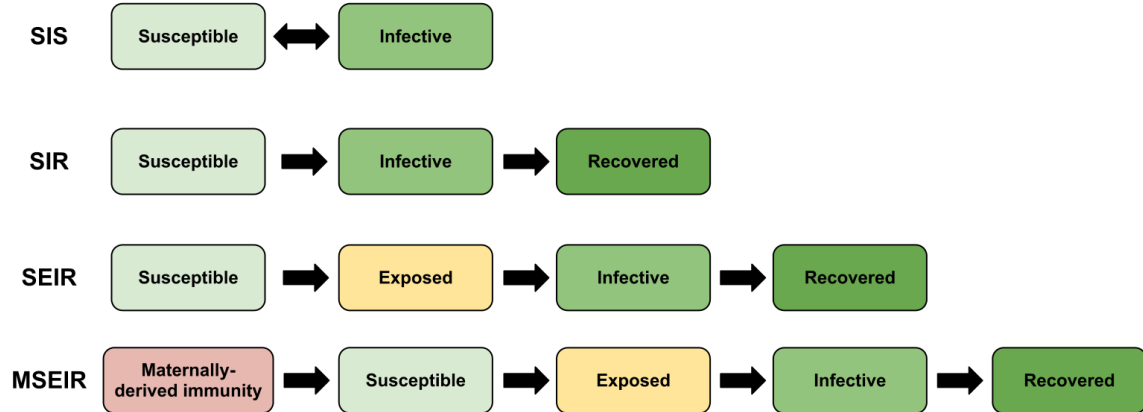 SIS Susceptible Infective
SIR Susceptible Infective Recovered
SEIR Susceptible Exposed Infective Recovered
Maternally-
MSEIR derived immunity Susceptible Exposed Infective Recovered